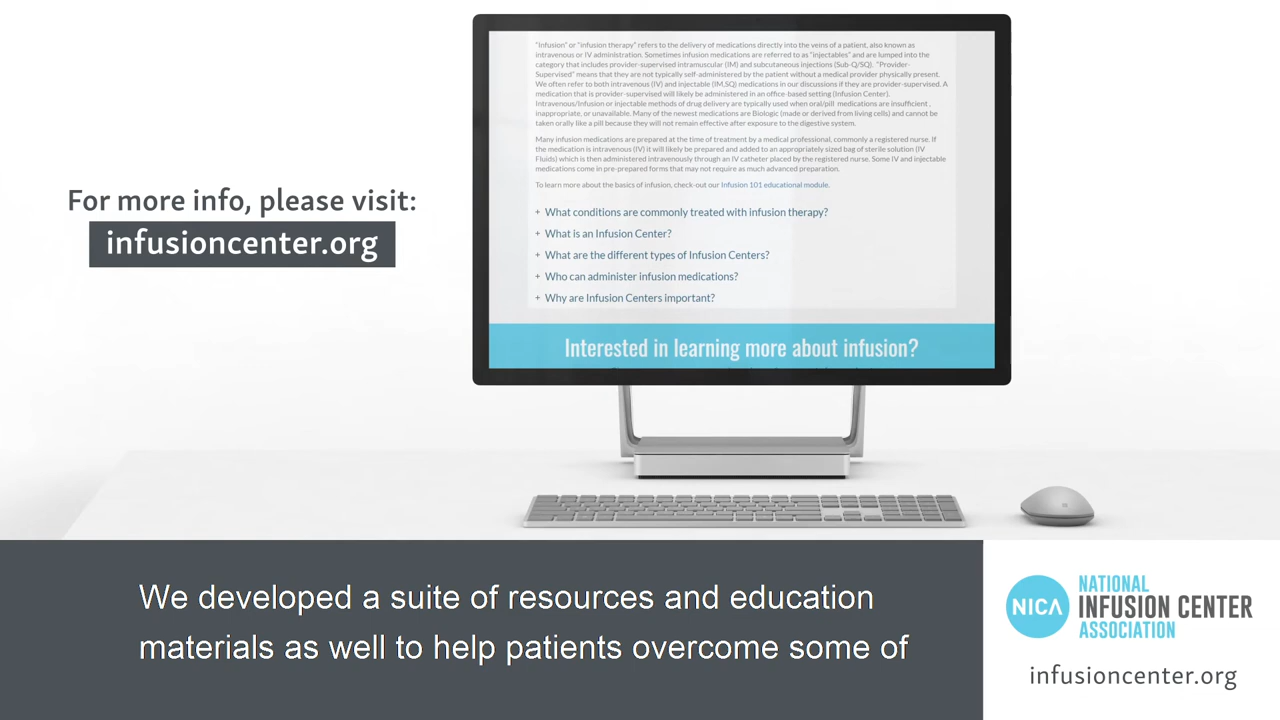 For more info, please visit:
infusioncenter.org
"Infusion" or "infusion therapy" refers to the delivery of medications directly into the veins of a patient, also known as
intravenous or IV administration. Sometimes infusion medications are referred to as "injectables" and are lumped into the
category that includes provider-supervised intramuscular (IM) and subcutaneous injections (Sub-Q/SQ). "Provider-
Supervised" means that they are not typically self-administered by the patient without a medical provider physically present.
We often refer to both intravenous (IV) and injectable (IM,SQ) medications in our discussions if they are provider-supervised. A
medication that is provider-supervised will likely be administered in an office-based setting (Infusion Center).
Intravenous/Infusion or injectable methods of drug delivery are typically used when oral/pill medications are insufficient ,
inappropriate, or unavailable. Many of the newest medications are Biologic (made or derived from living cells) and cannot be
taken orally like a pill because they will not remain effective after exposure to the digestive system.
Many infusion medications are prepared at the time of treatment by a medical professional, commonly a registered nurse. If
the medication is intravenous (IV) it will likely be prepared and added to an appropriately sized bag of sterile solution (IV
Fluids) which is then administered intravenously through an IV catheter placed by the registered nurse. Some IV and injectable
medications come in pre-prepared forms that may not require as much advanced preparation.
To learn more about the basics of infusion, check-out our Infusion 101 educational module.
+ What conditions are commonly treated with infusion therapy?
+ What is an Infusion Center?
+ What are the different types of Infusion Centers?
+ Who can administer infusion medications?
+ Why are Infusion Centers important?
Interested in learning more about infusion?
We developed a suite of resources and education
materials as well to help patients overcome some of
NICA
NATIONAL
INFUSION CENTER
ASSOCIATION
infusioncenter.org